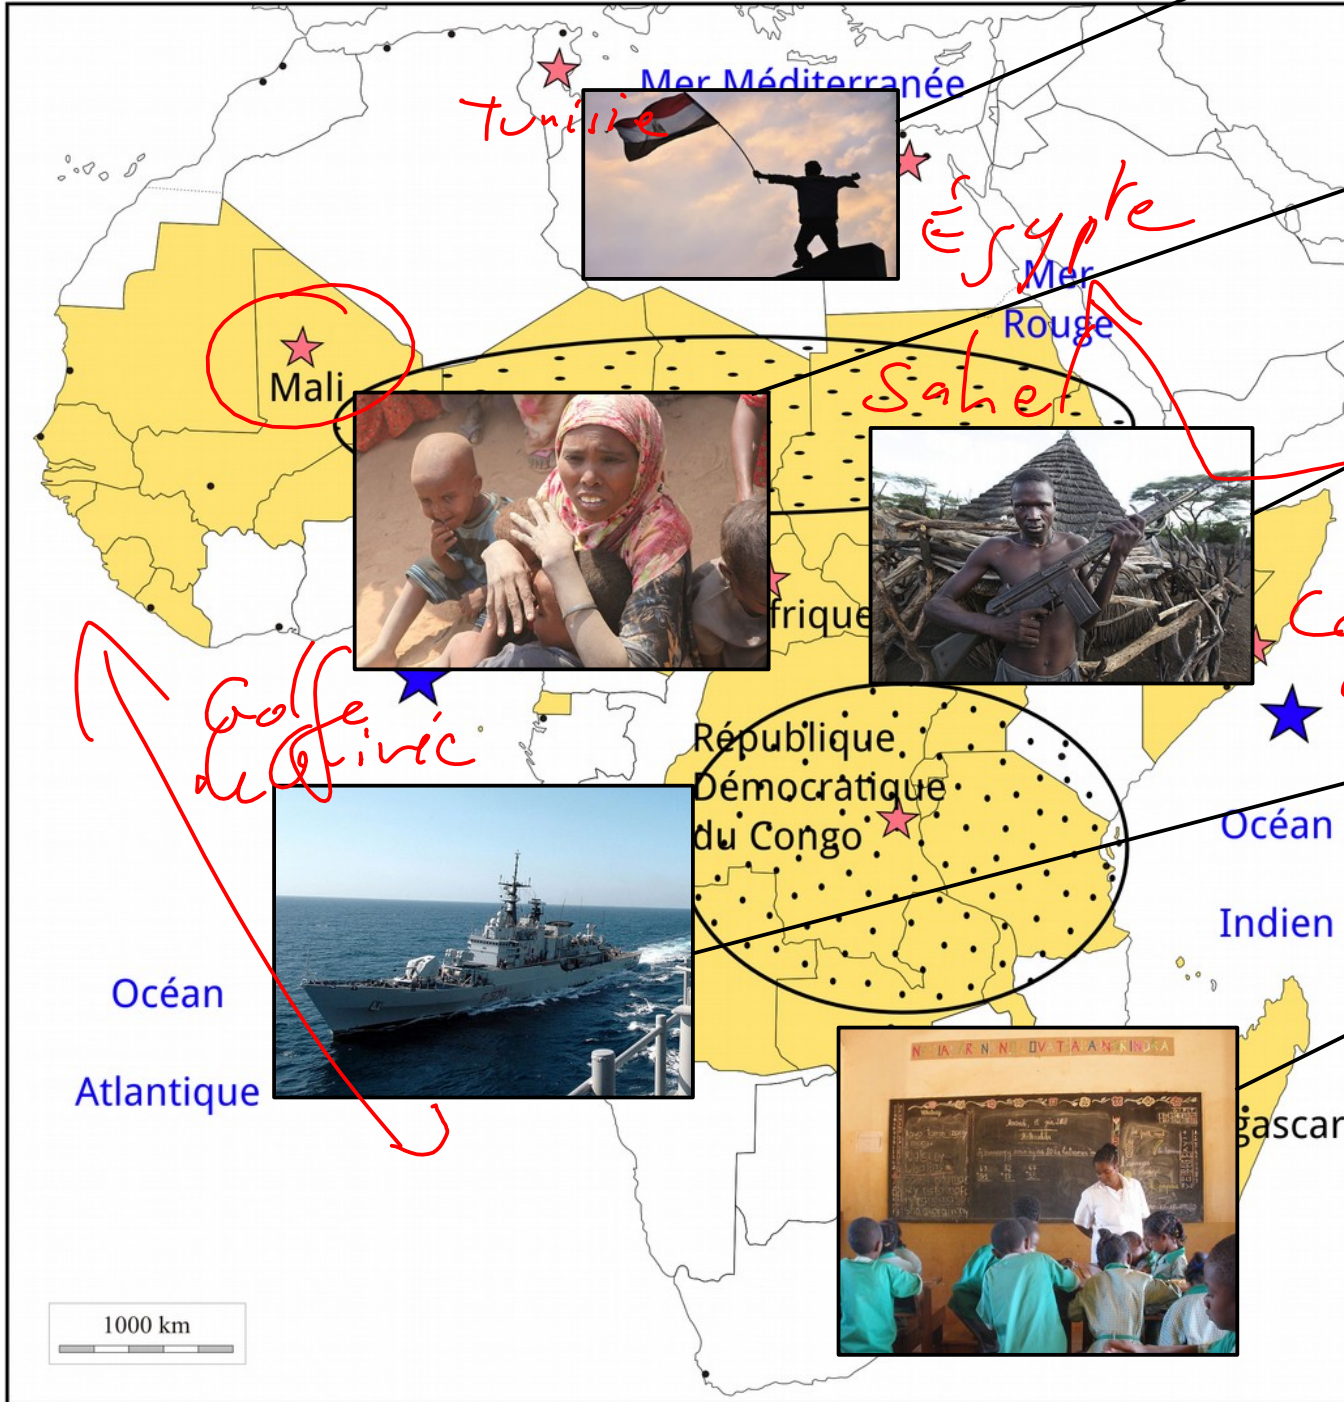 Mer Méditerranée
Tunisie
Égypte
Mer
Rouge
Sahel
Mali
frique
Golfe
de Guinée
République
Démocratique
du Congo
Océan
Indien
Océan
Atlantique
gascar
1000 km